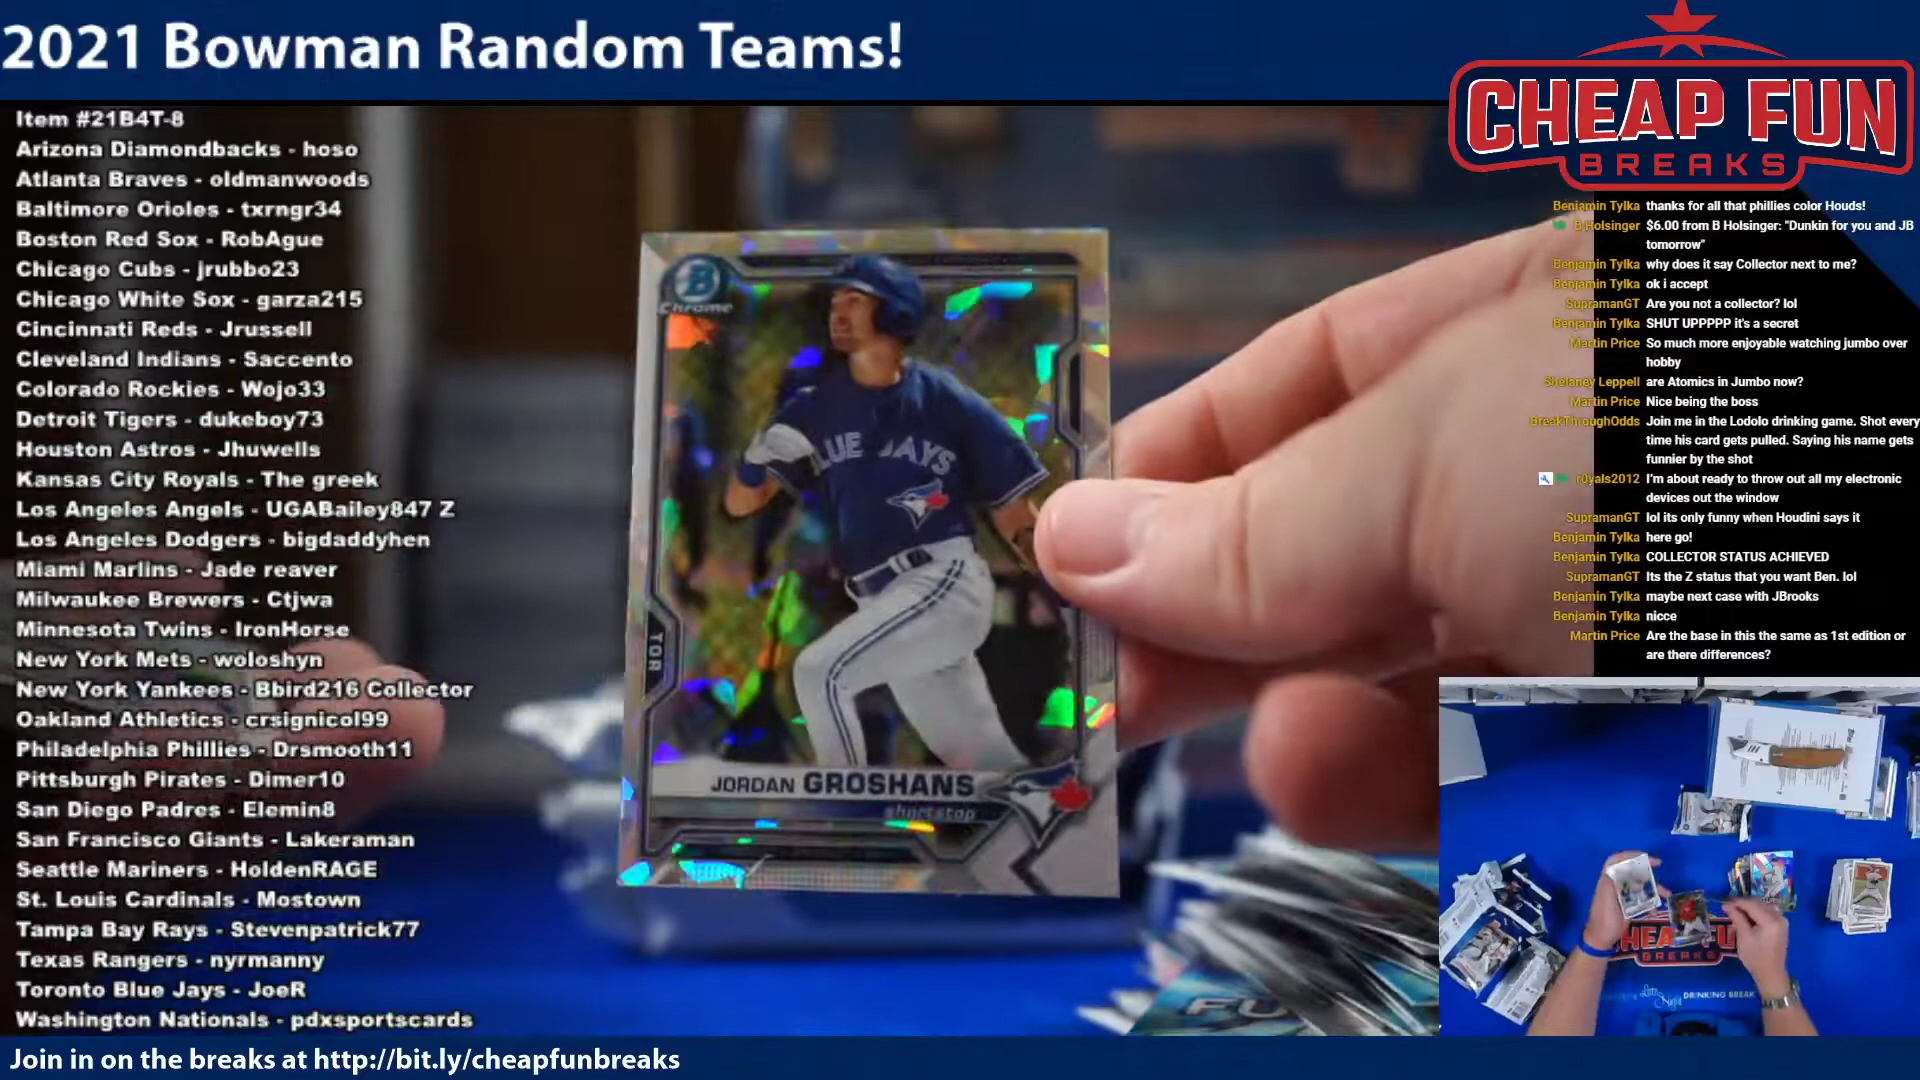 2021 Bowman Random Teams!
CHEAP FUN
BREAKS
Item #21B4T-8
Arizona Diamondbacks - hoso
Atlanta Braves - oldmanwoods
Baltimore Orioles - txrngr34
Boston Red Sox - RobAgue
Chicago Cubs - jrubbo23
Chicago White Sox - garza215
Cincinnati Reds - Jrussell
Cleveland Indians - Saccento
Colorado Rockies - Wojo33
Detroit Tigers - dukeboy73
Houston Astros - Jhuwells
Kansas City Royals - The greek
Los Angeles Angels - UGABailey847 Z
Los Angeles Dodgers - bigdaddyhen
Miami Marlins - Jade reaver
Milwaukee Brewers - Ctjwa
Minnesota Twins - IronHorse
New York Mets - woloshyn
New York Yankees - Bbird216 Collector
Oakland Athletics - crsignicol99
Philadelphia Phillies - Drsmooth11
Pittsburgh Pirates - Dimer10
San Diego Padres - Elemin8
San Francisco Giants - Lakeraman
Seattle Mariners - HoldenRAGE
St. Louis Cardinals - Mostown
Tampa Bay Rays - Stevenpatrick77
Texas Rangers - nyrmanny
Toronto Blue Jays - JoeR
Washington Nationals - pdxsportscards
B
Chrome
BLUE JAYS
TOR
JORDAN GROSHANS
shortstop
FU
Benjamin Tylka thanks for all that phillies color Houds!
B Holsinger $6.00 from B Holsinger: "Dunkin for you and JB
tomorrow"
Benjamin Tylka why does it say Collector next to me?
Benjamin Tylka ok i accept
SupramanGT Are you not a collector? lol
Benjamin Tylka SHUT UPPPPP it's a secret
Martin Price So much more enjoyable watching jumbo over
hobby
Shelaney Leppell are Atomics in Jumbo now?
Martin Price Nice being the boss
BreakThroughOdds Join me in the Lodolo drinking game. Shot every
time his card gets pulled. Saying his name gets
funnier by the shot
r0yals2012 I'm about ready to throw out all my electronic
devices out the window
SupramanGT lol its only funny when Houdini says it
Benjamin Tylka here go!
Benjamin Tylka COLLECTOR STATUS ACHIEVED
SupramanGT Its the Z status that you want Ben. lol
Benjamin Tylka maybe next case with JBrooks
Benjamin Tylka nicce
Martin Price Are the base in this the same as 1st edition or
are there differences?
HEA FUN
BREAKS
Late Night DRINKING BREAK
Join in on the breaks at http://bit.ly/cheapfunbreaks